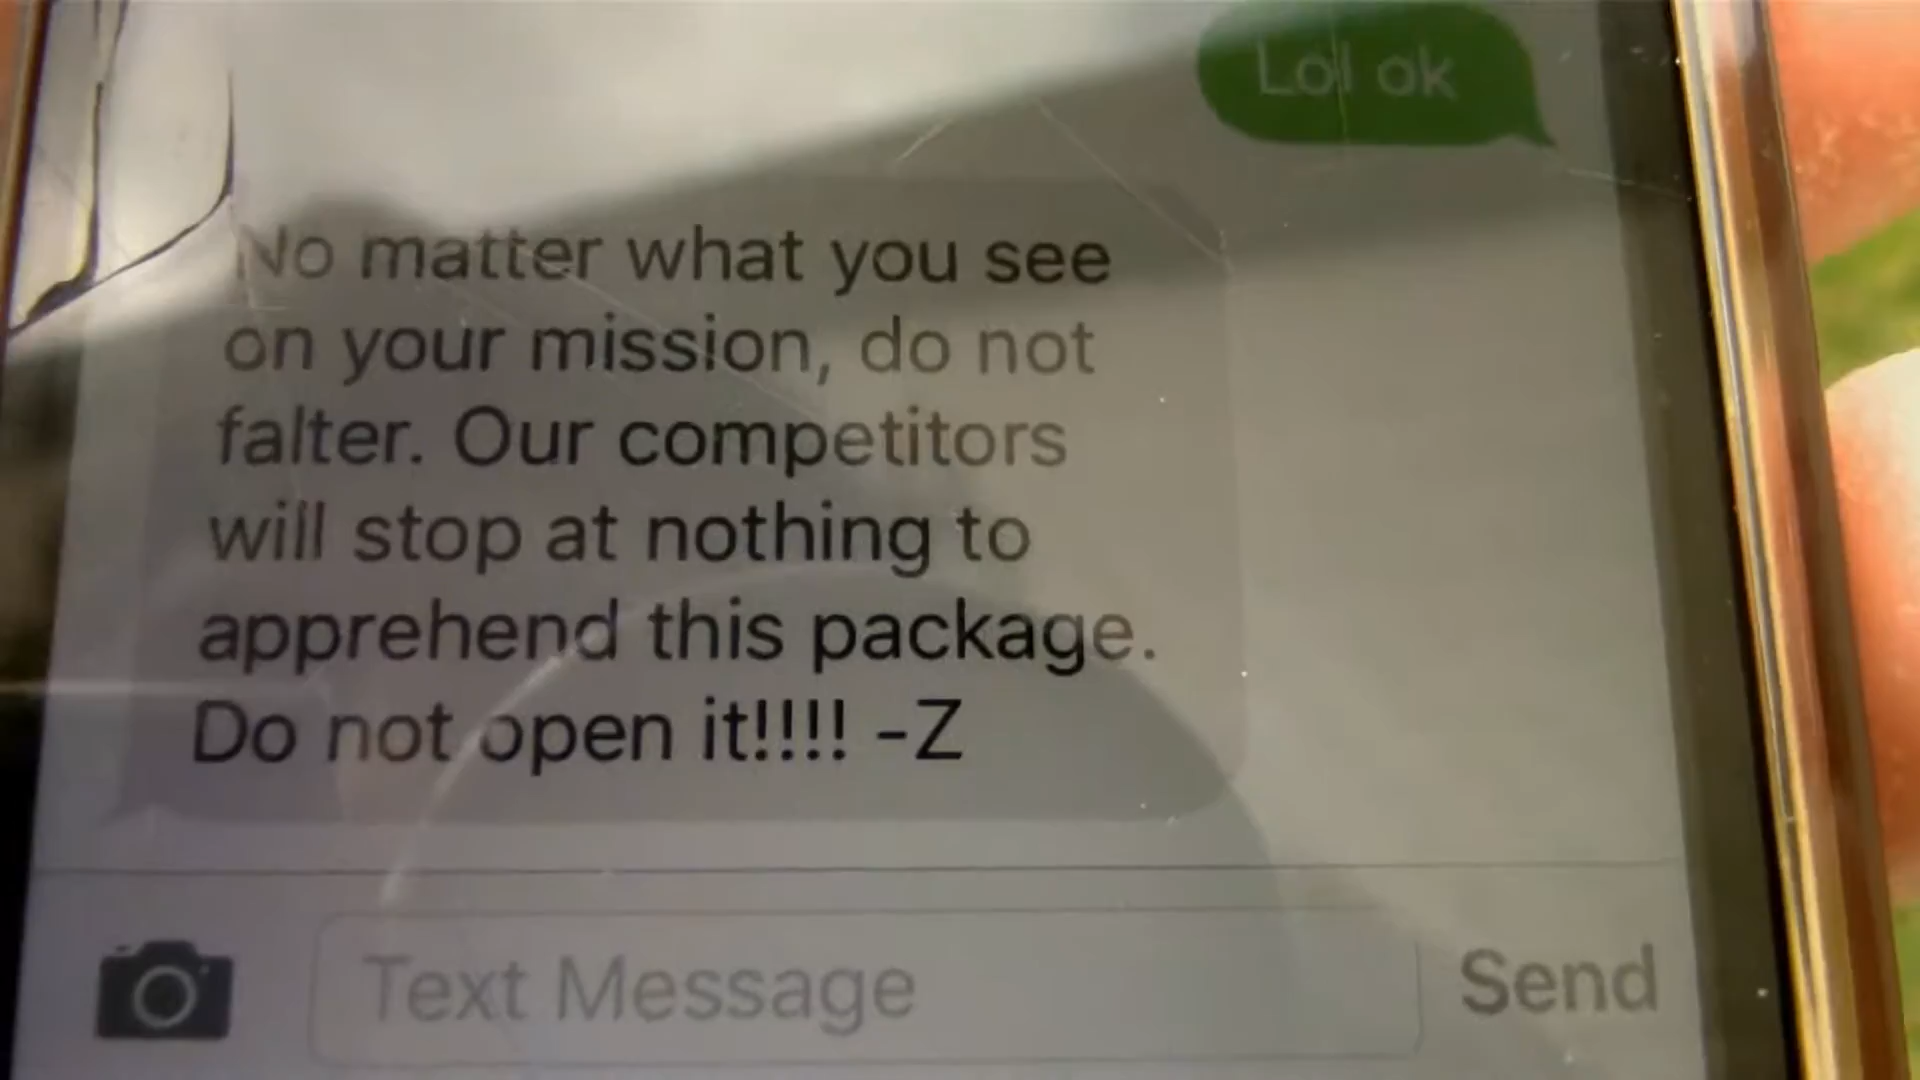 Lol ok
No matter what you see
on your mission, do not
falter. Our competitors
will stop at nothing to
apprehend this package.
Do not open it!!!! -Z
Text Message
Send